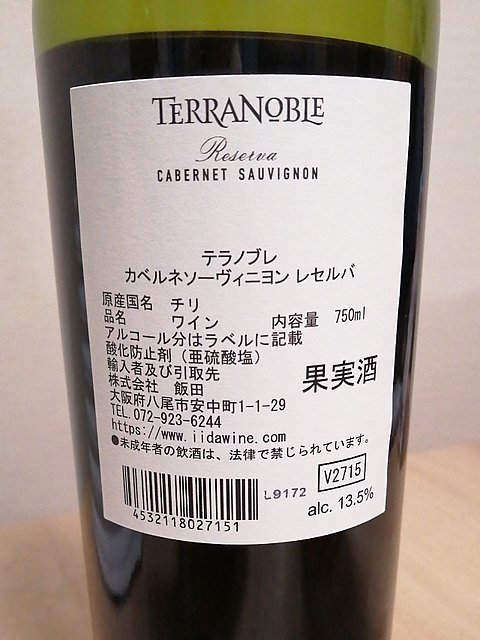 TERRANOBLE
Reserva
CABERNET SAUVIGNON
テラノブレ
カベルネソーヴィニヨン レセルバ
原産国名 チリ
品名 ワイン 内容量 750ml
アルコール分はラベルに記載
酸化防止剤（亜硫酸塩）
輸入者及び引取先
株式会社 飯田
大阪府八尾市安中町1-1-29
TEL.072-923-6244
https://www.iidawine.com
果実酒
●未成年者の飲酒は、法律で禁じられています。
4532118027151
L9172
V2715
alc. 13.5%